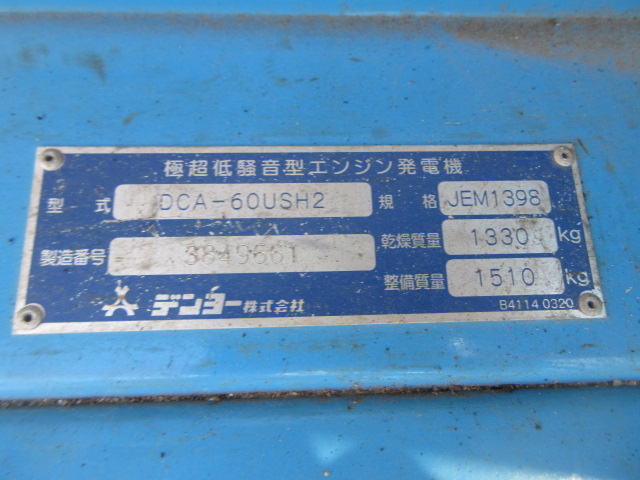 極超低騒音型エンジン発電機
型式 DCA-60USH2 規格 JEM1398
製造番号 3849661 乾燥質量 1330 kg
整備質量 1510 kg
デンヨー株式会社 B4114 0320